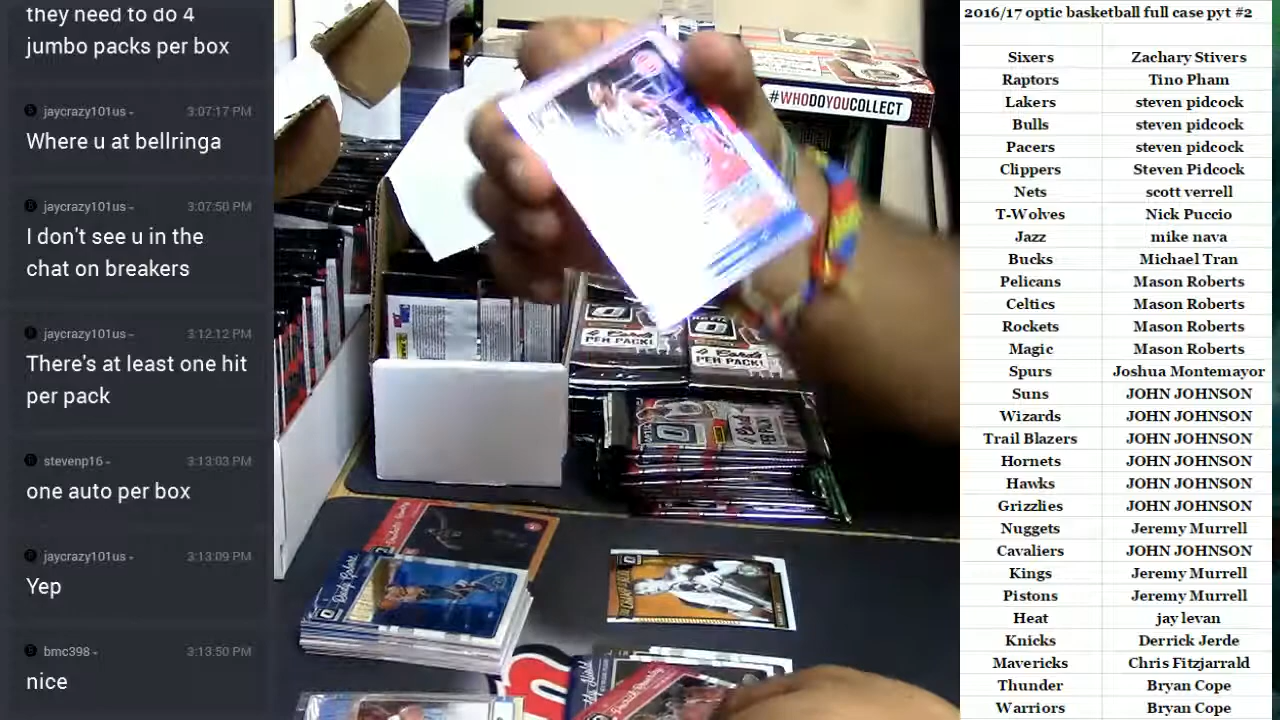 they need to do 4
jumbo packs per box
jaycrazy101us - 3:07:17 PM
Where u at bellringa
jaycrazy101us - 3:07:50 PM
I don't see u in the
chat on breakers
jaycrazy101us - 3:12:12 PM
There's at least one hit
per pack
stevenp16 - 3:13:03 PM
one auto per box
jaycrazy101us - 3:13:09 PM
Yep
bmc398 - 3:13:50 PM
nice
#WHODOYOUCOLLECT
PER PACK!
4 Cards
PER PACK!
2016/17 optic basketball full case pyt #2
Sixers Zachary Stivers
Raptors Tino Pham
Lakers steven pidcock
Bulls steven pidcock
Pacers steven pidcock
Clippers Steven Pidcock
Nets scott verrell
T-Wolves Nick Puccio
Jazz mike nava
Bucks Michael Tran
Pelicans Mason Roberts
Celtics Mason Roberts
Rockets Mason Roberts
Magic Mason Roberts
Spurs Joshua Montemayor
Suns JOHN JOHNSON
Wizards JOHN JOHNSON
Trail Blazers JOHN JOHNSON
Hornets JOHN JOHNSON
Hawks JOHN JOHNSON
Grizzlies JOHN JOHNSON
Nuggets Jeremy Murrell
Cavaliers JOHN JOHNSON
Kings Jeremy Murrell
Pistons Jeremy Murrell
Heat jay levan
Knicks Derrick Jerde
Mavericks Chris Fitzjarrald
Thunder Bryan Cope
Warriors Bryan Cope